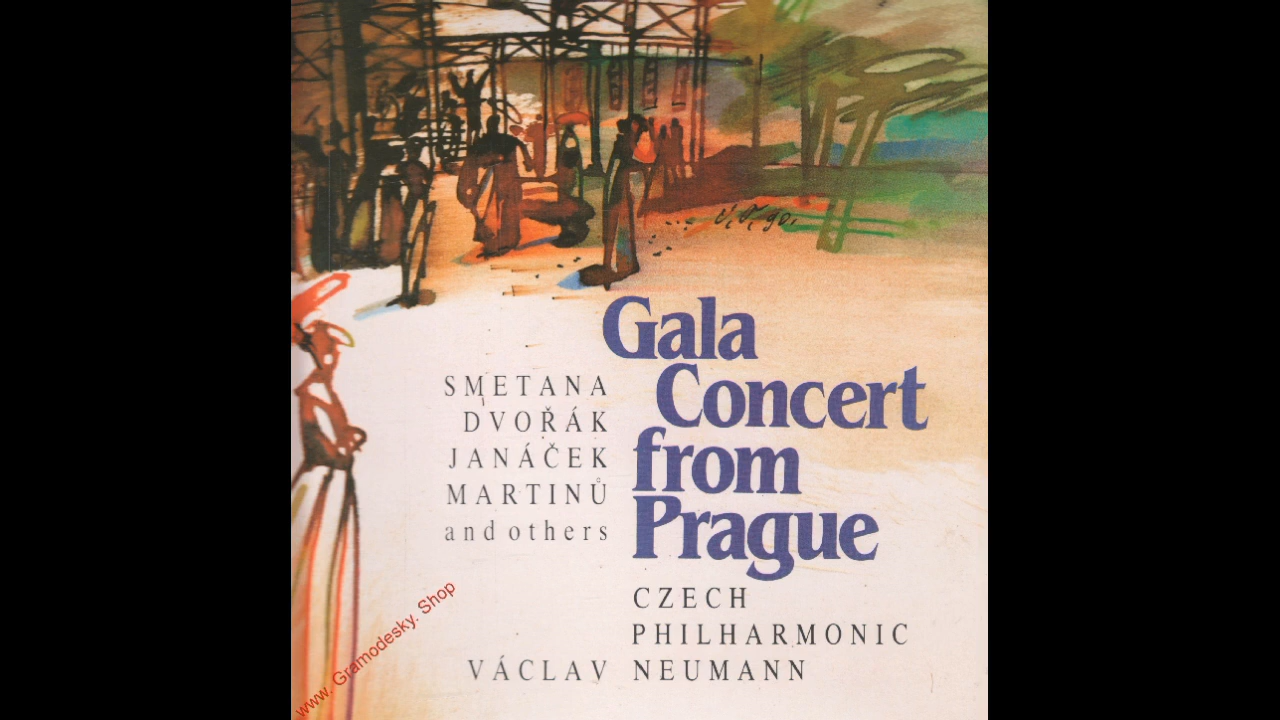 Gala
Concert
from
Prague
SMETANA
DVOŘÁK
JANÁČEK
MARTINŮ
and others
CZECH
PHILHARMONIC
VÁCLAV NEUMANN
www. Gramodesky. Shop